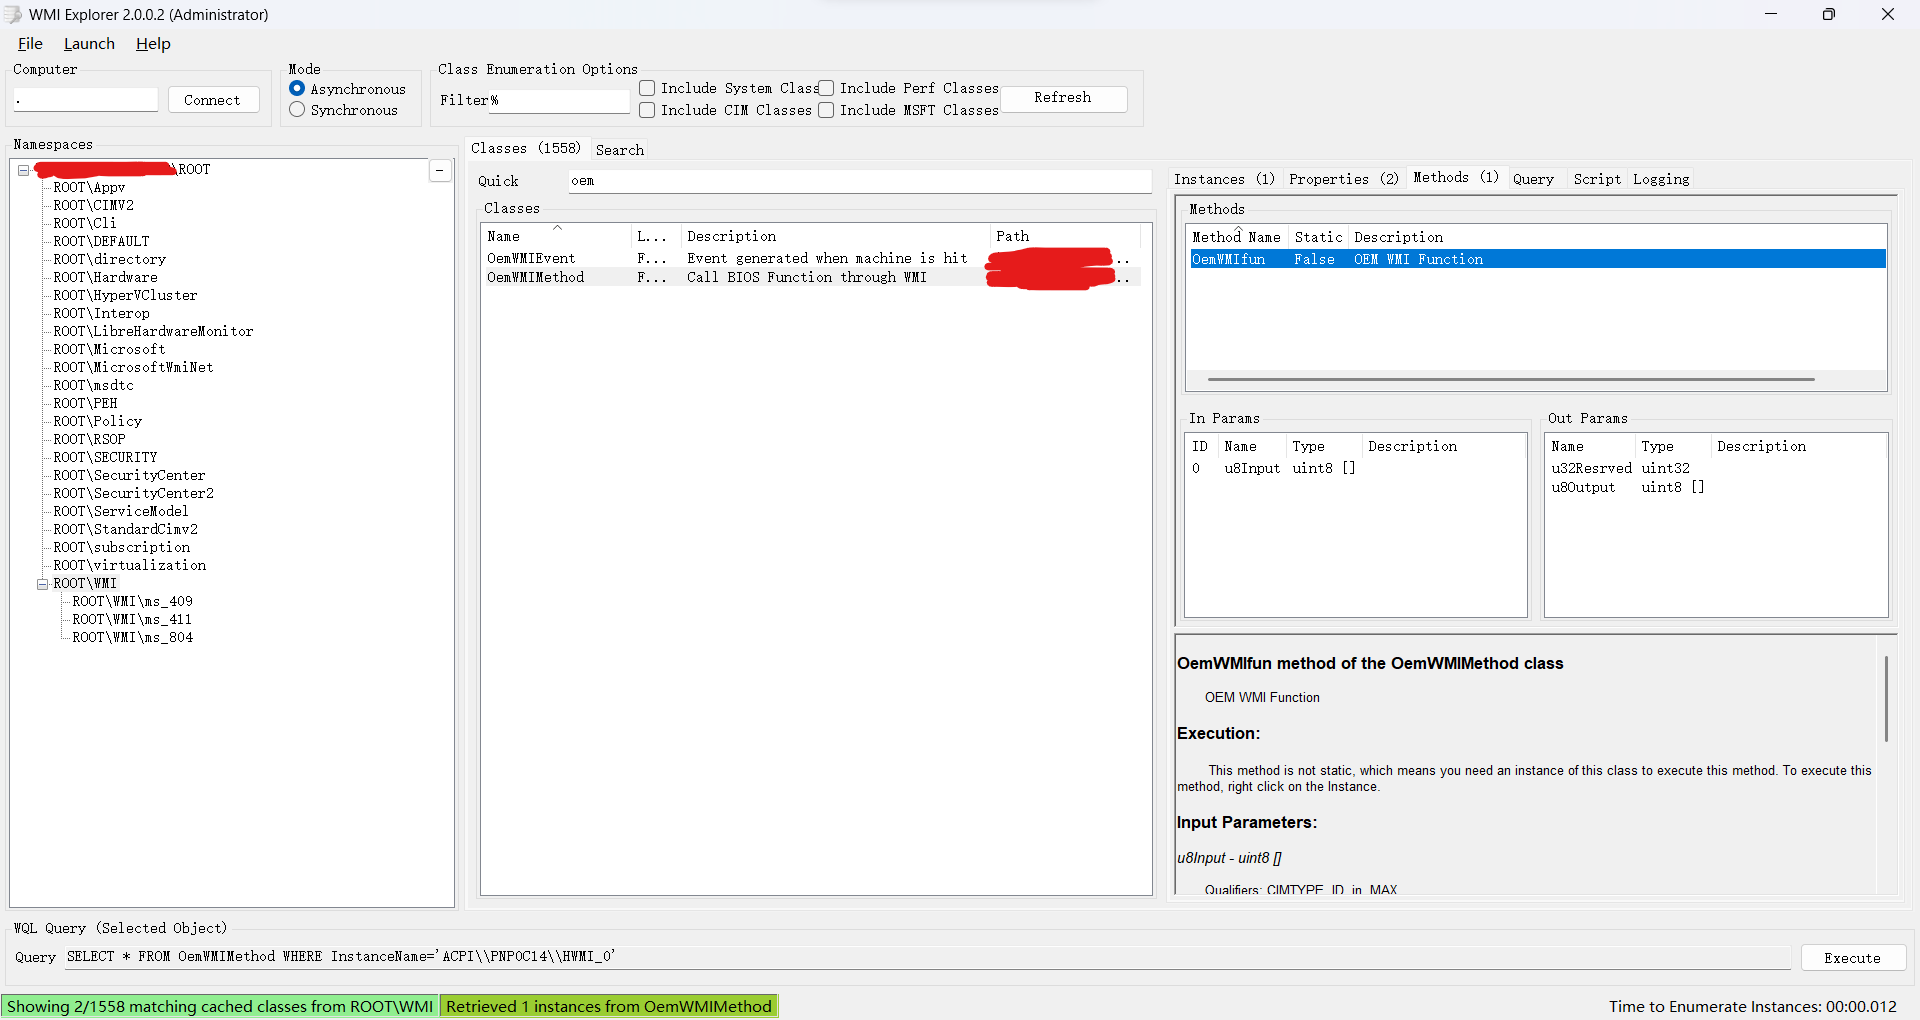 WMI Explorer 2.0.0.2 (Administrator)
File Launch Help
Computer
.
Connect
Mode
Asynchronous
Synchronous
Class Enumeration Options
Filter %
Include System Class
Include Perf Classes
Include CIM Classes
Include MSFT Classes
Refresh
Namespaces
\ROOT
ROOT\Appv
ROOT\CIMV2
ROOT\Cli
ROOT\DEFAULT
ROOT\directory
ROOT\Hardware
ROOT\HyperVCluster
ROOT\Interop
ROOT\LibreHardwareMonitor
ROOT\Microsoft
ROOT\MicrosoftWmiNet
ROOT\msdtc
ROOT\PEH
ROOT\Policy
ROOT\RSOP
ROOT\SECURITY
ROOT\SecurityCenter
ROOT\SecurityCenter2
ROOT\ServiceModel
ROOT\StandardCimv2
ROOT\subscription
ROOT\virtualization
ROOT\WMI
ROOT\WMI\ms_409
ROOT\WMI\ms_411
ROOT\WMI\ms_804
Classes (1558) Search
Quick oem
Classes
Name L... Description Path
OemWMIEvent F... Event generated when machine is hit ..
OemWMIMethod F... Call BIOS Function through WMI ..
Instances (1) Properties (2) Methods (1) Query Script Logging
Methods
Method Name Static Description
OemWMIfun False OEM WMI Function
In Params
ID Name Type Description
0 u8Input uint8 []
Out Params
Name Type Description
u32Resrved uint32
u8Output uint8 []
OemWMIfun method of the OemWMIMethod class
OEM WMI Function
Execution:
This method is not static, which means you need an instance of this class to execute this method. To execute this
method, right click on the Instance.
Input Parameters:
u8Input - uint8 []
Qualifiers: CIMTYPE, ID, in, MAX
WQL Query (Selected Object)
Query SELECT * FROM OemWMIMethod WHERE InstanceName='ACPI\\PNP0C14\\HWMI_0'
Execute
Showing 2/1558 matching cached classes from ROOT\WMI
Retrieved 1 instances from OemWMIMethod
Time to Enumerate Instances: 00:00.012